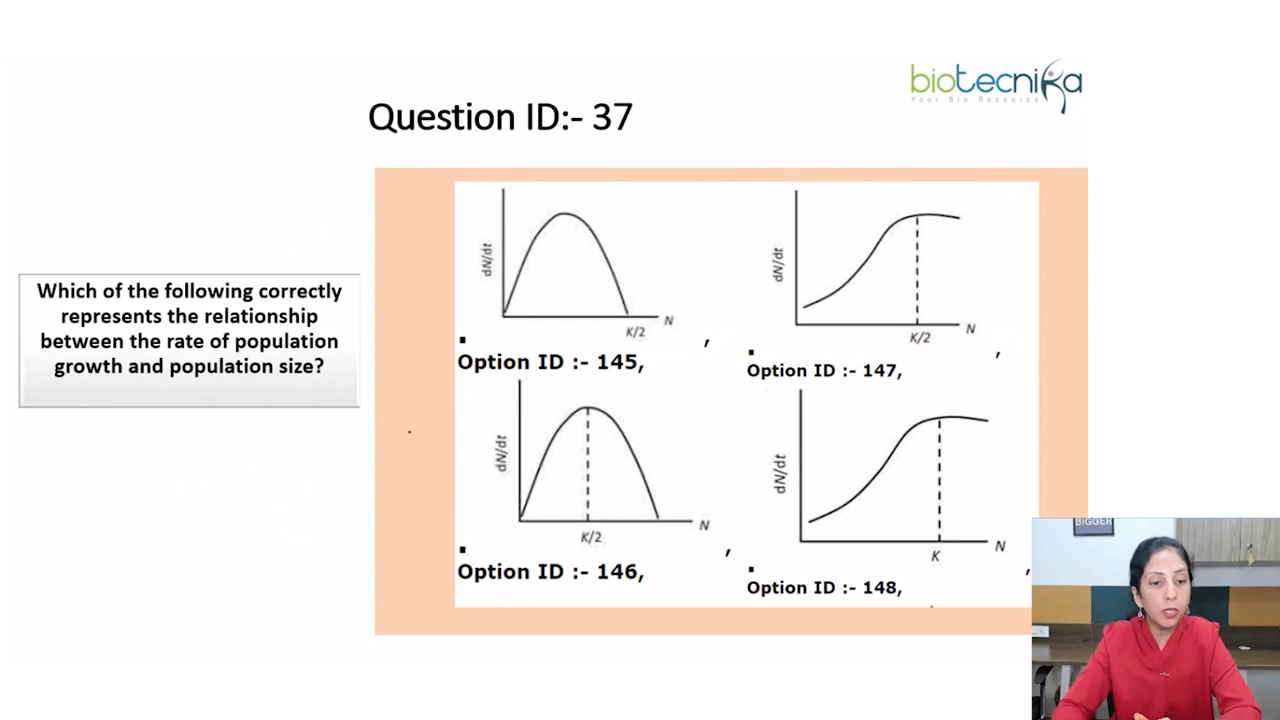 biotecnika
Your Bio Resource
Question ID:- 37
Which of the following correctly
represents the relationship
between the rate of population
growth and population size?
dN/dt
K/2
N
,
Option ID :- 145,
dN/dt
K/2
N
,
Option ID :- 147,
dN/dt
K/2
N
,
Option ID :- 146,
dN/dt
K
N
,
Option ID :- 148,
BIGGER